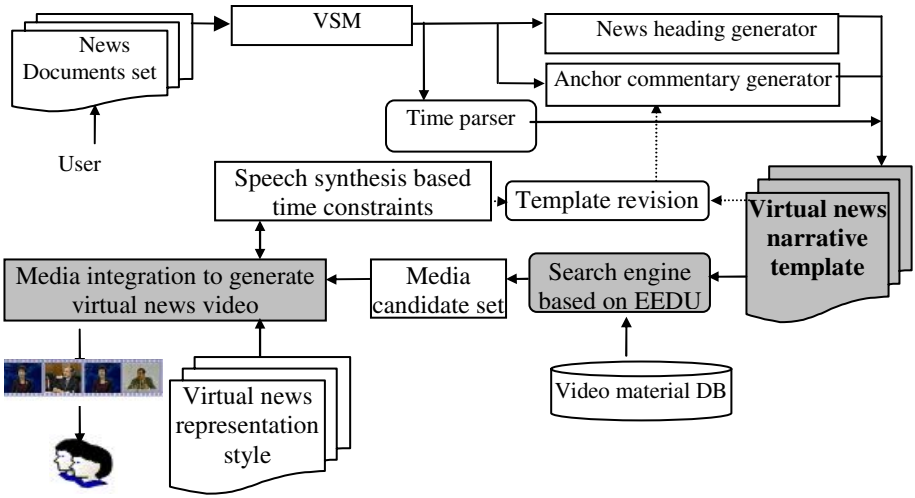 VSM
News heading generator
News
Documents set
Anchor commentary generator
Time parser
User
Speech synthesis based
time constraints
Template revision
Virtual news
narrative
template
Media integration to generate
virtual news video
Media
candidate set
Search engine
based on EEDU
Video material DB
Virtual news
representation
style